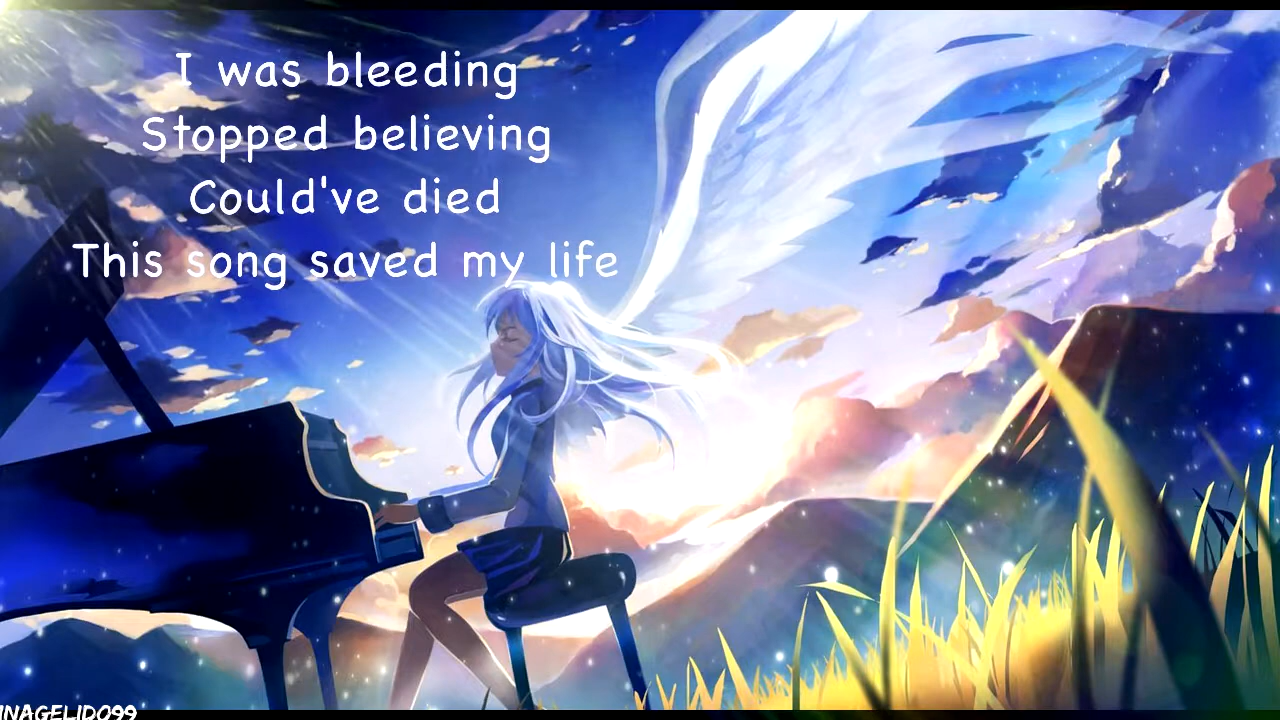 I was bleeding
Stopped believing
Could've died
This song saved my life
INAGELIDO99